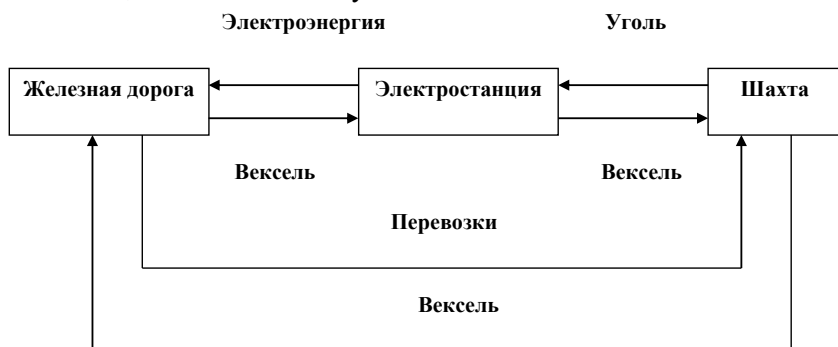 у
Электроэнергия Уголь
Железная дорога Электростанция Шахта
Вексель Вексель
Перевозки
Вексель